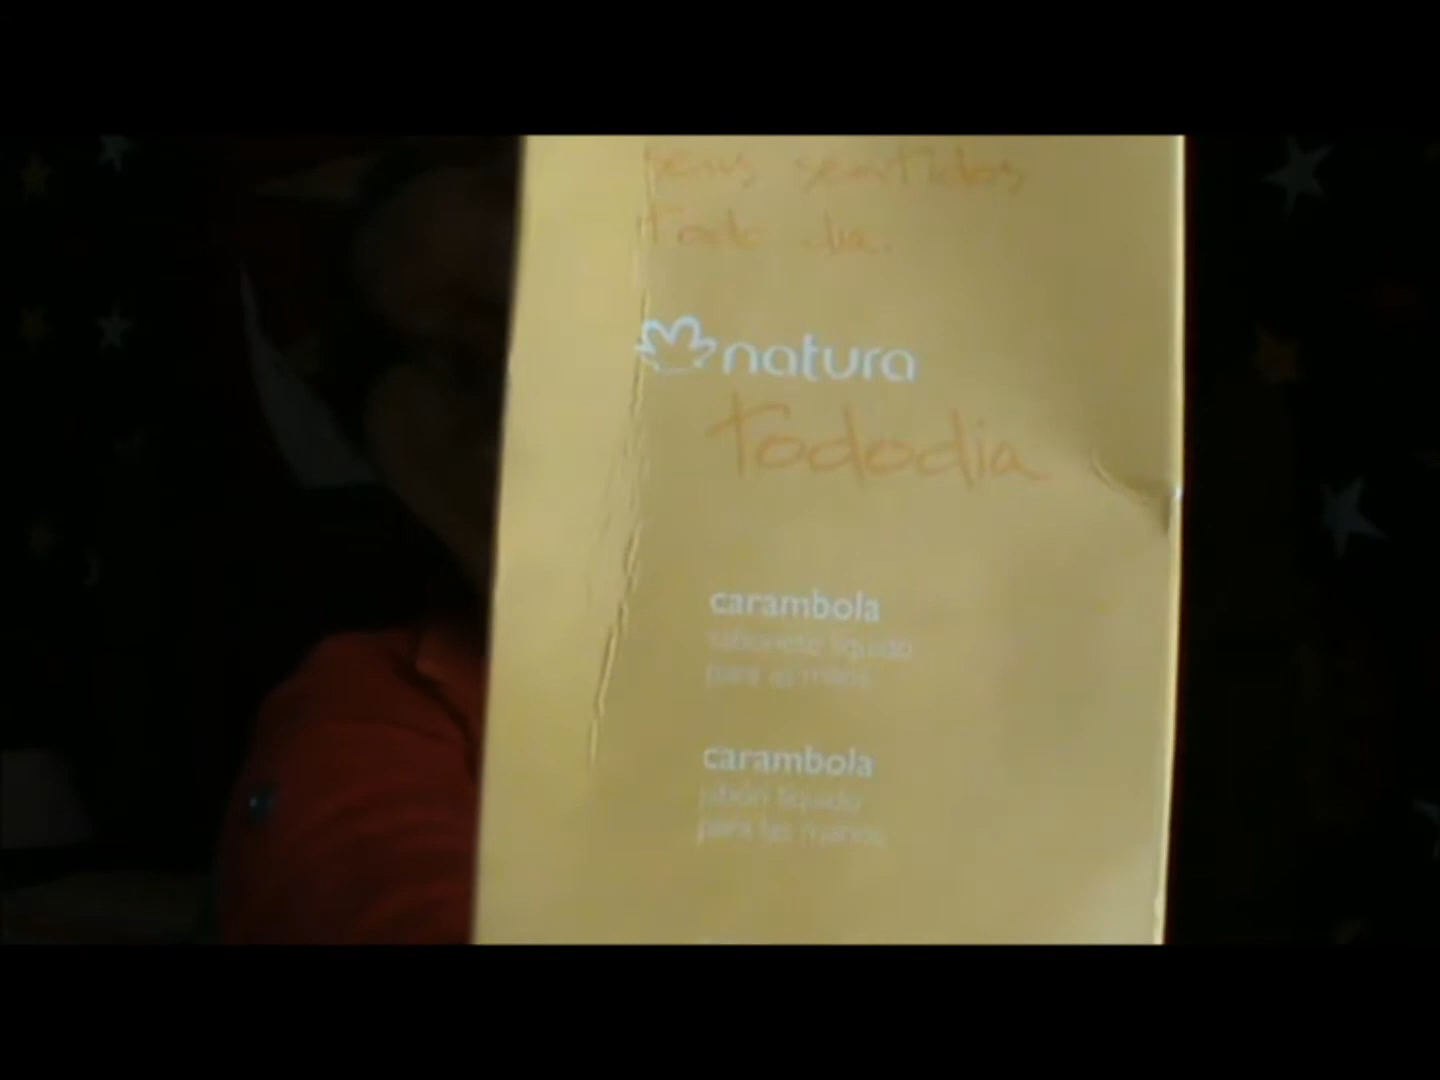 seus sentidos
todo dia.
natura
Tododia
carambola
sabonete líquido
para as mãos
carambola
jabón líquido
para las manos